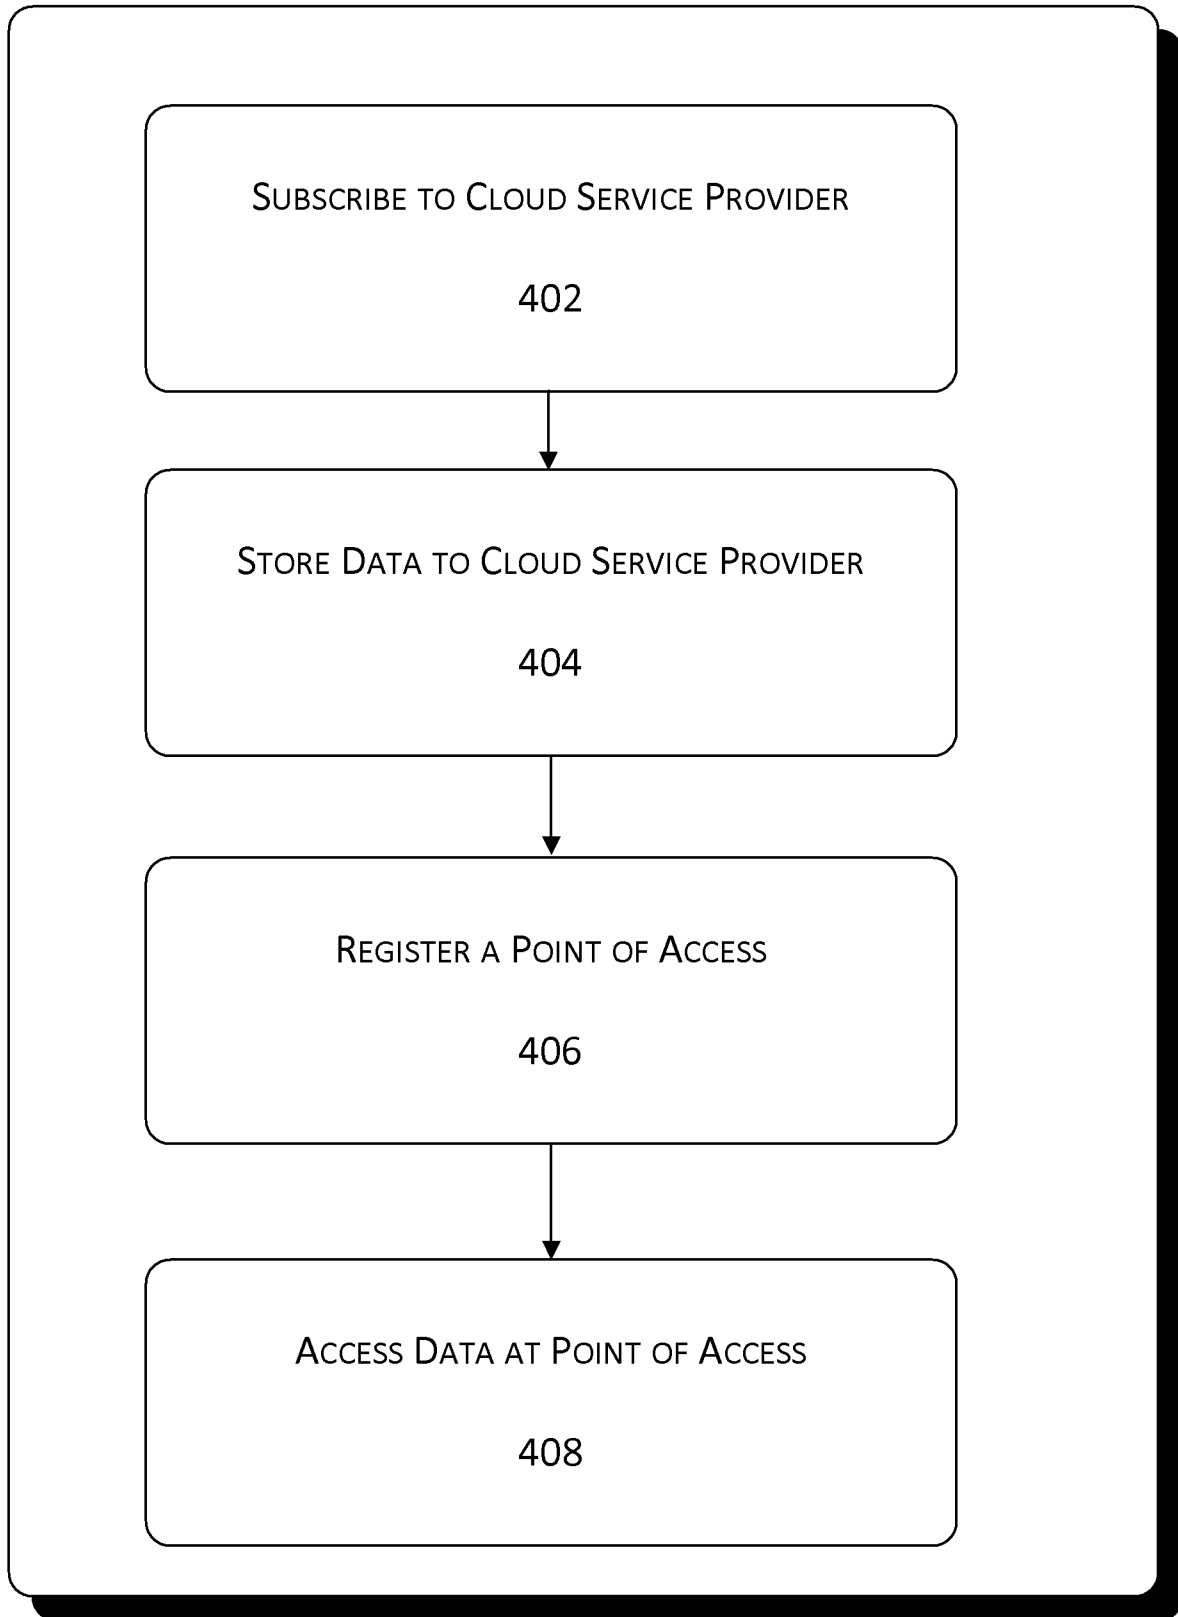 Subscribe to Cloud Service Provider
402
Store Data to Cloud Service Provider
404
Register a Point of Access
406
Access Data at Point of Access
408